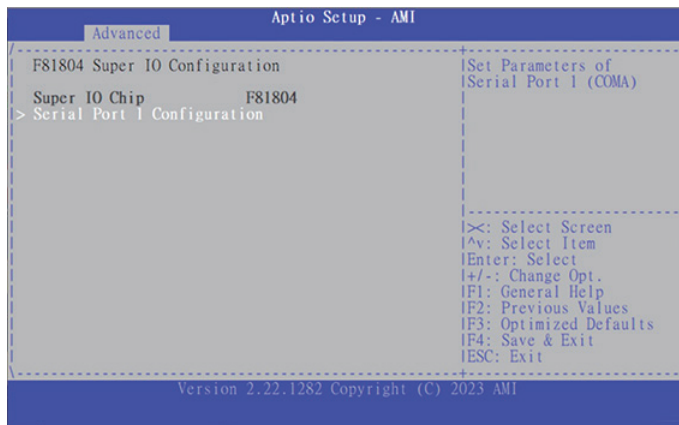 Aptio Setup - AMI
Advanced
F81804 Super IO Configuration
Super IO Chip F81804
> Serial Port 1 Configuration
Set Parameters of
Serial Port 1 (COMA)
><: Select Screen
^v: Select Item
Enter: Select
+/-: Change Opt.
F1: General Help
F2: Previous Values
F3: Optimized Defaults
F4: Save & Exit
ESC: Exit
Version 2.22.1282 Copyright (C) 2023 AMI